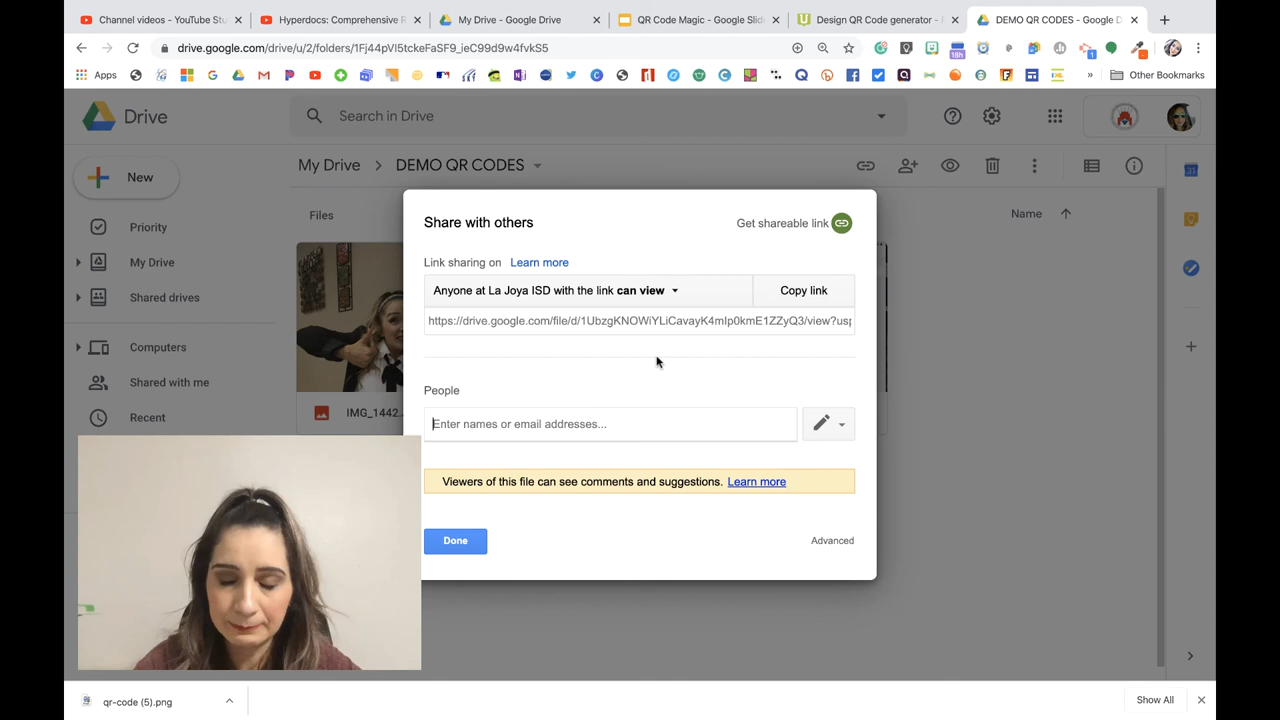 Channel videos - YouTube Stu
Hyperdocs: Comprehensive R
My Drive - Google Drive
QR Code Magic - Google Slide
Design QR Code generator -
DEMO QR CODES - Google D
drive.google.com/drive/u/2/folders/1Fj44pVl5tckeFaSF9_ieC99d9w4fvkS5
18h
Apps
Other Bookmarks
Drive
Search in Drive
New
My Drive
DEMO QR CODES
Priority
My Drive
Shared drives
Computers
Shared with me
Recent
Files
Name
IMG_1442.
Share with others
Get shareable link
Link sharing on Learn more
Anyone at La Joya ISD with the link can view
Copy link
https://drive.google.com/file/d/1UbzgKNOWiYLiCavayK4mIp0kmE1ZZyQ3/view?usp
People
Enter names or email addresses...
Viewers of this file can see comments and suggestions. Learn more
Done
Advanced
qr-code (5).png
Show All